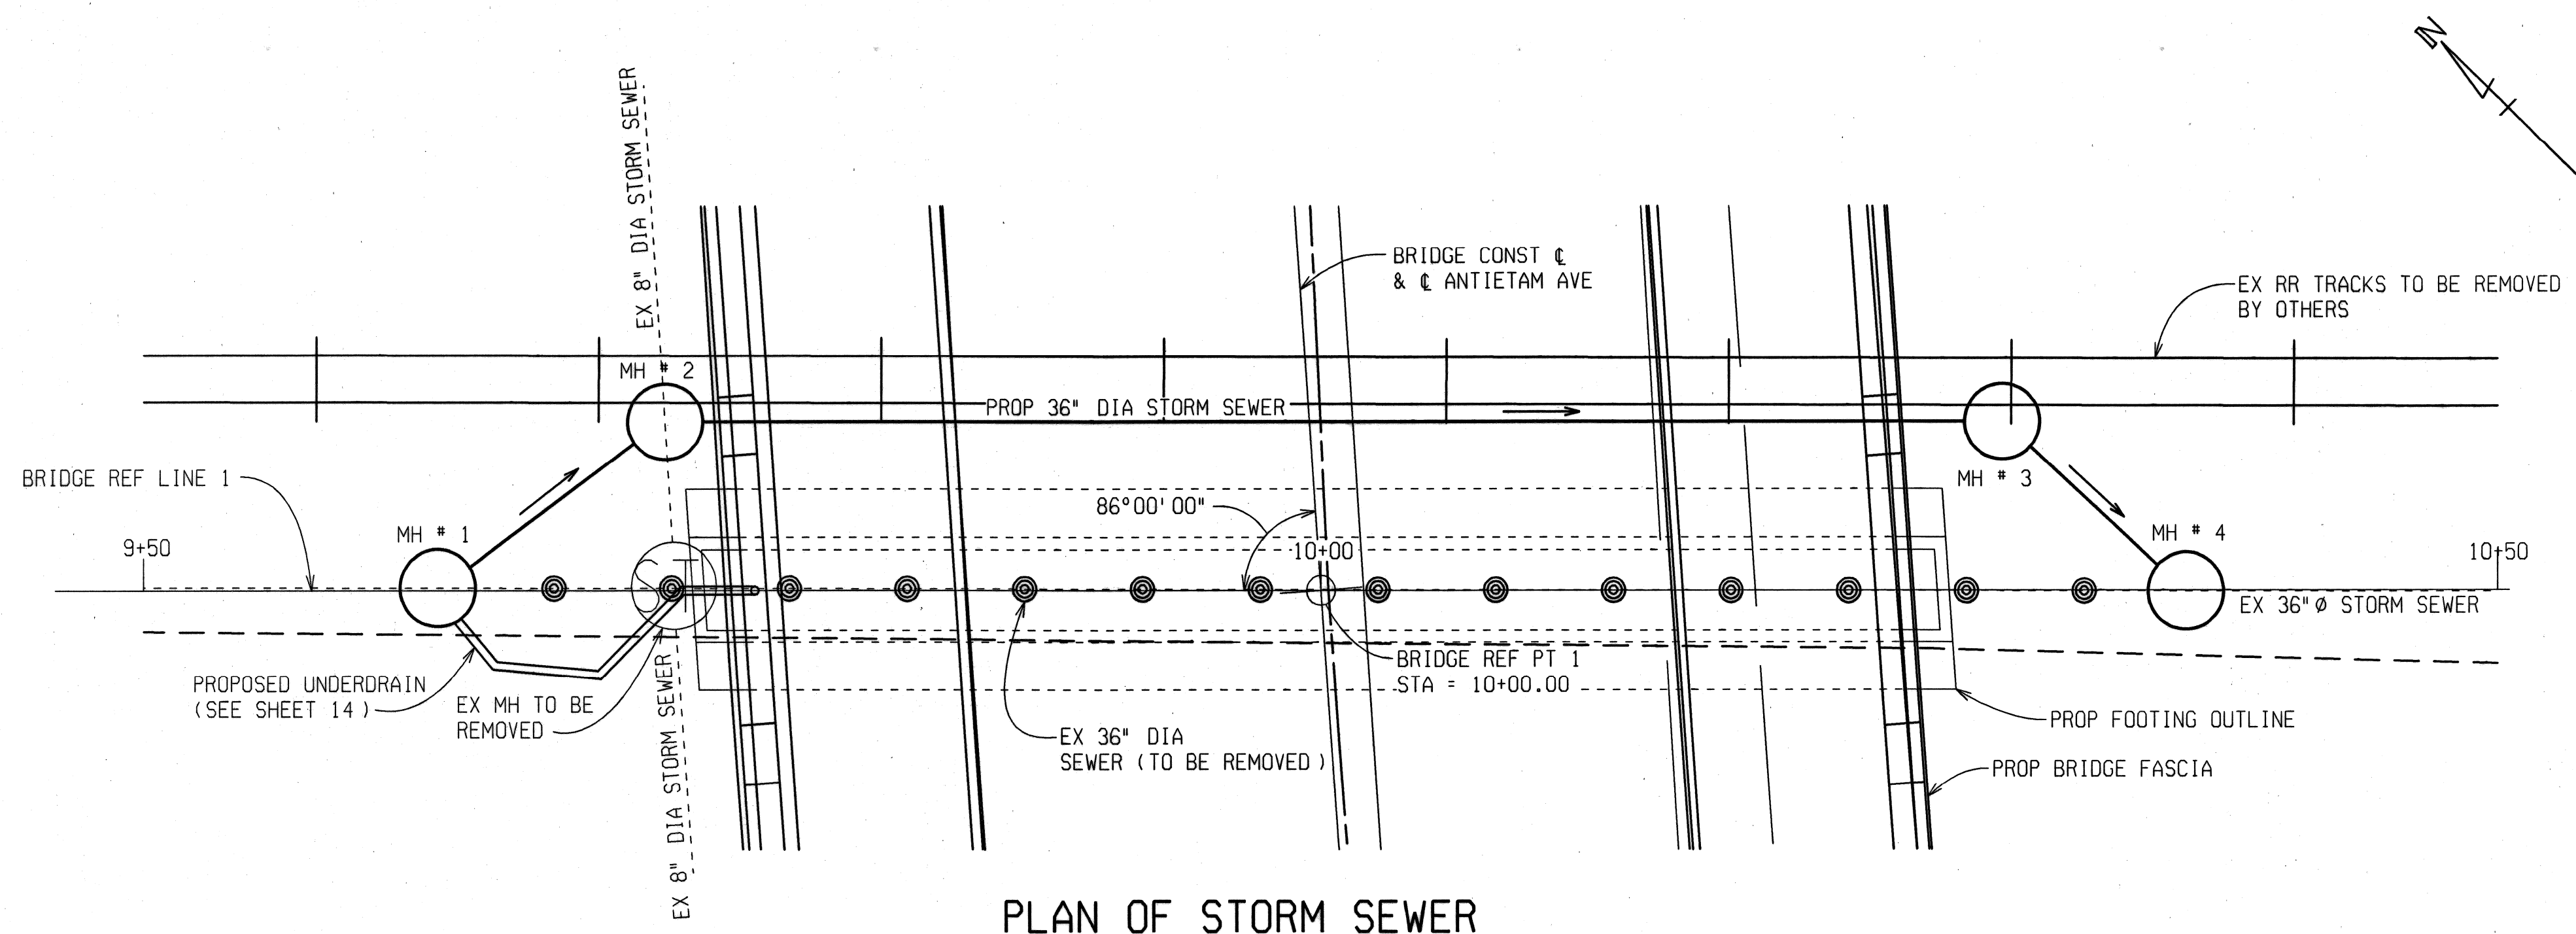 N
EX 8" DIA STORM SEWER
BRIDGE CONST ℄
& ℄ ANTIETAM AVE
EX RR TRACKS TO BE REMOVED
BY OTHERS
MH # 2
PROP 36" DIA STORM SEWER
BRIDGE REF LINE 1
MH # 3
86°00'00"
MH # 1
MH # 4
9+50
10+00
10+50
ST
EX 36"Ø STORM SEWER
PROPOSED UNDERDRAIN
(SEE SHEET 14)
EX MH TO BE
REMOVED
EX 8" DIA STORM SEWER
BRIDGE REF PT 1
STA = 10+00.00
EX 36" DIA
SEWER (TO BE REMOVED)
PROP FOOTING OUTLINE
PROP BRIDGE FASCIA
PLAN OF STORM SEWER